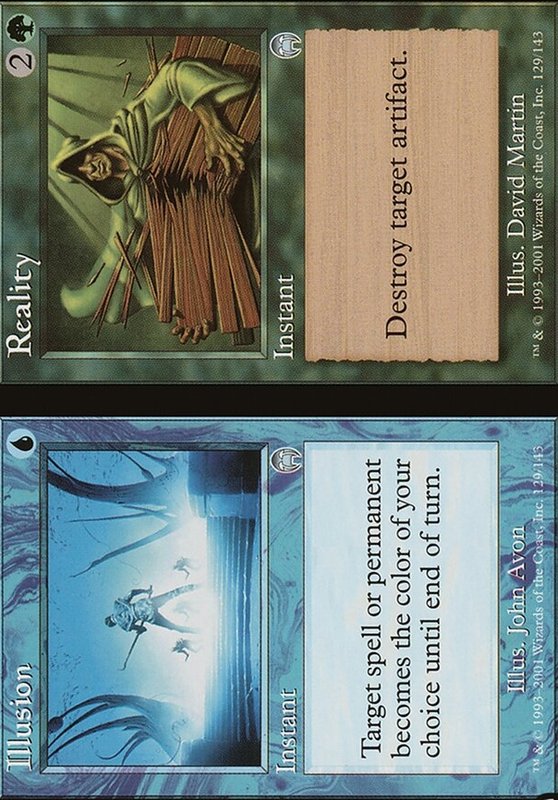 Illusion
Instant
Target spell or permanent
becomes the color of your
choice until end of turn.
Illus. John Avon
™ & © 1993–2001 Wizards of the Coast, Inc. 129/143
Reality
2
Instant
Destroy target artifact.
Illus. David Martin
™ & © 1993–2001 Wizards of the Coast, Inc. 129/143